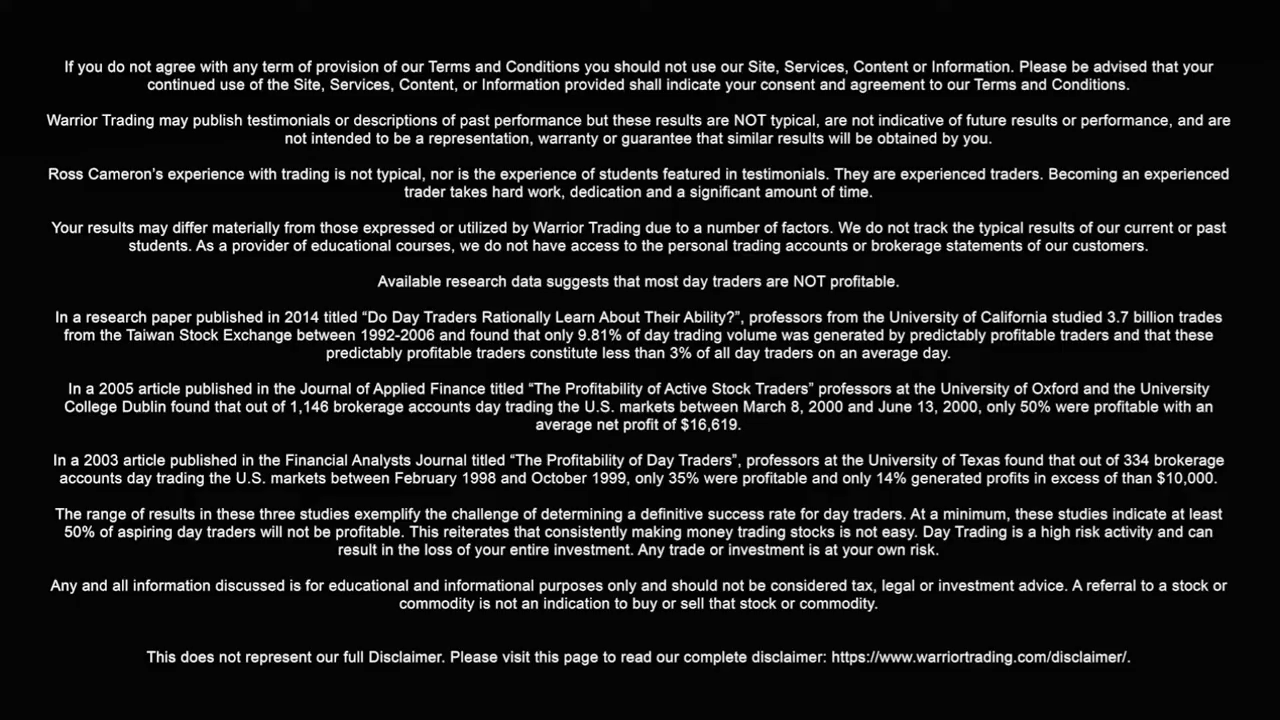 If you do not agree with any term of provision of our Terms and Conditions you should not use our Site, Services, Content or Information. Please be advised that your
continued use of the Site, Services, Content, or Information provided shall indicate your consent and agreement to our Terms and Conditions.
Warrior Trading may publish testimonials or descriptions of past performance but these results are NOT typical, are not indicative of future results or performance, and are
not intended to be a representation, warranty or guarantee that similar results will be obtained by you.
Ross Cameron's experience with trading is not typical, nor is the experience of students featured in testimonials. They are experienced traders. Becoming an experienced
trader takes hard work, dedication and a significant amount of time.
Your results may differ materially from those expressed or utilized by Warrior Trading due to a number of factors. We do not track the typical results of our current or past
students. As a provider of educational courses, we do not have access to the personal trading accounts or brokerage statements of our customers.
Available research data suggests that most day traders are NOT profitable.
In a research paper published in 2014 titled “Do Day Traders Rationally Learn About Their Ability?”, professors from the University of California studied 3.7 billion trades
from the Taiwan Stock Exchange between 1992-2006 and found that only 9.81% of day trading volume was generated by predictably profitable traders and that these
predictably profitable traders constitute less than 3% of all day traders on an average day.
In a 2005 article published in the Journal of Applied Finance titled “The Profitability of Active Stock Traders” professors at the University of Oxford and the University
College Dublin found that out of 1,146 brokerage accounts day trading the U.S. markets between March 8, 2000 and June 13, 2000, only 50% were profitable with an
average net profit of $16,619.
In a 2003 article published in the Financial Analysts Journal titled “The Profitability of Day Traders”, professors at the University of Texas found that out of 334 brokerage
accounts day trading the U.S. markets between February 1998 and October 1999, only 35% were profitable and only 14% generated profits in excess of than $10,000.
The range of results in these three studies exemplify the challenge of determining a definitive success rate for day traders. At a minimum, these studies indicate at least
50% of aspiring day traders will not be profitable. This reiterates that consistently making money trading stocks is not easy. Day Trading is a high risk activity and can
result in the loss of your entire investment. Any trade or investment is at your own risk.
Any and all information discussed is for educational and informational purposes only and should not be considered tax, legal or investment advice. A referral to a stock or
commodity is not an indication to buy or sell that stock or commodity.
This does not represent our full Disclaimer. Please visit this page to read our complete disclaimer: https://www.warriortrading.com/disclaimer/.